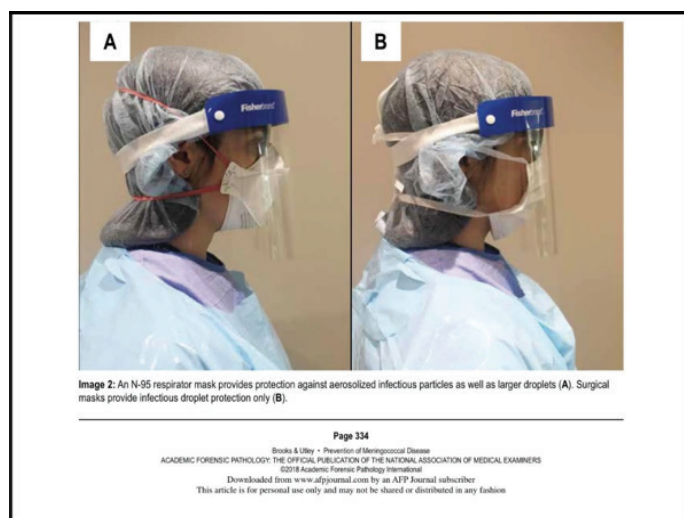 A
B
Fisherbrand
Fisherbrand
Image 2: An N-95 respirator mask provides protection against aerosolized infectious particles as well as larger droplets (A). Surgical
masks provide infectious droplet protection only (B).
Page 334
Brooks & Utley • Prevention of Meningococcal Disease
ACADEMIC FORENSIC PATHOLOGY: THE OFFICIAL PUBLICATION OF THE NATIONAL ASSOCIATION OF MEDICAL EXAMINERS
©2018 Academic Forensic Pathology International
Downloaded from www.afpjournal.com by an AFP Journal subscriber
This article is for personal use only and may not be shared or distributed in any fashion